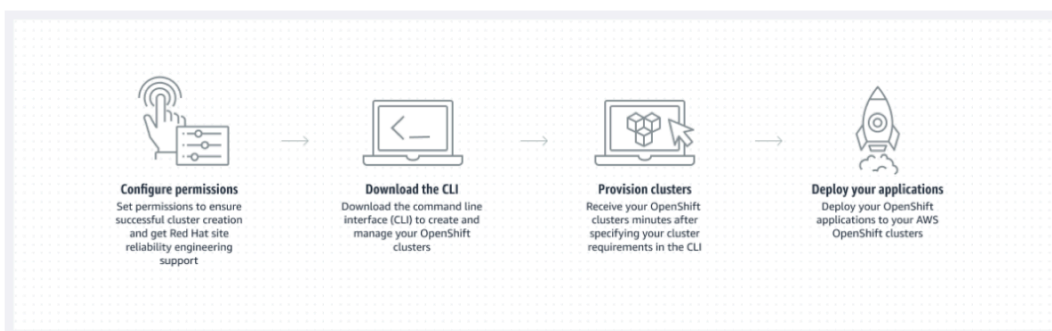 Configure permissions
Set permissions to ensure
successful cluster creation
and get Red Hat site
reliability engineering
support
Download the CLI
Download the command line
interface (CLI) to create and
manage your OpenShift
clusters
Provision clusters
Receive your OpenShift
clusters minutes after
specifying your cluster
requirements in the CLI
Deploy your applications
Deploy your OpenShift
applications to your AWS
OpenShift clusters